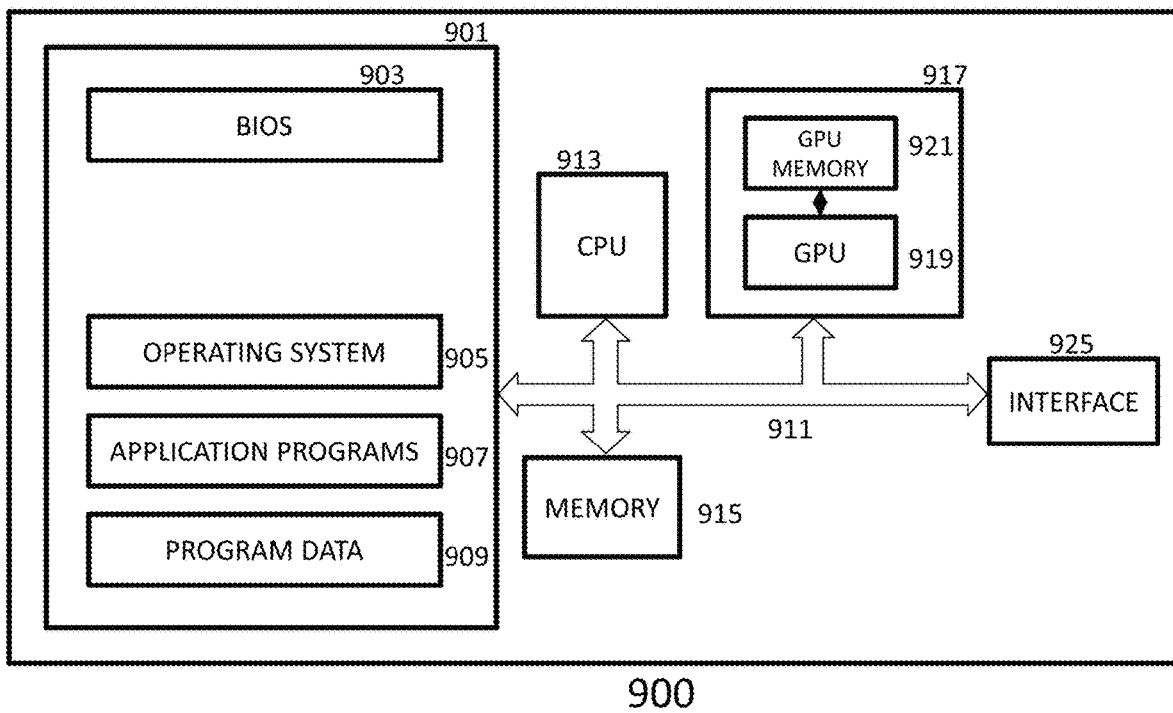 901
903
BIOS
OPERATING SYSTEM
905
APPLICATION PROGRAMS
907
PROGRAM DATA
909
913
CPU
917
GPU
MEMORY
921
GPU
919
911
MEMORY
915
925
INTERFACE
900